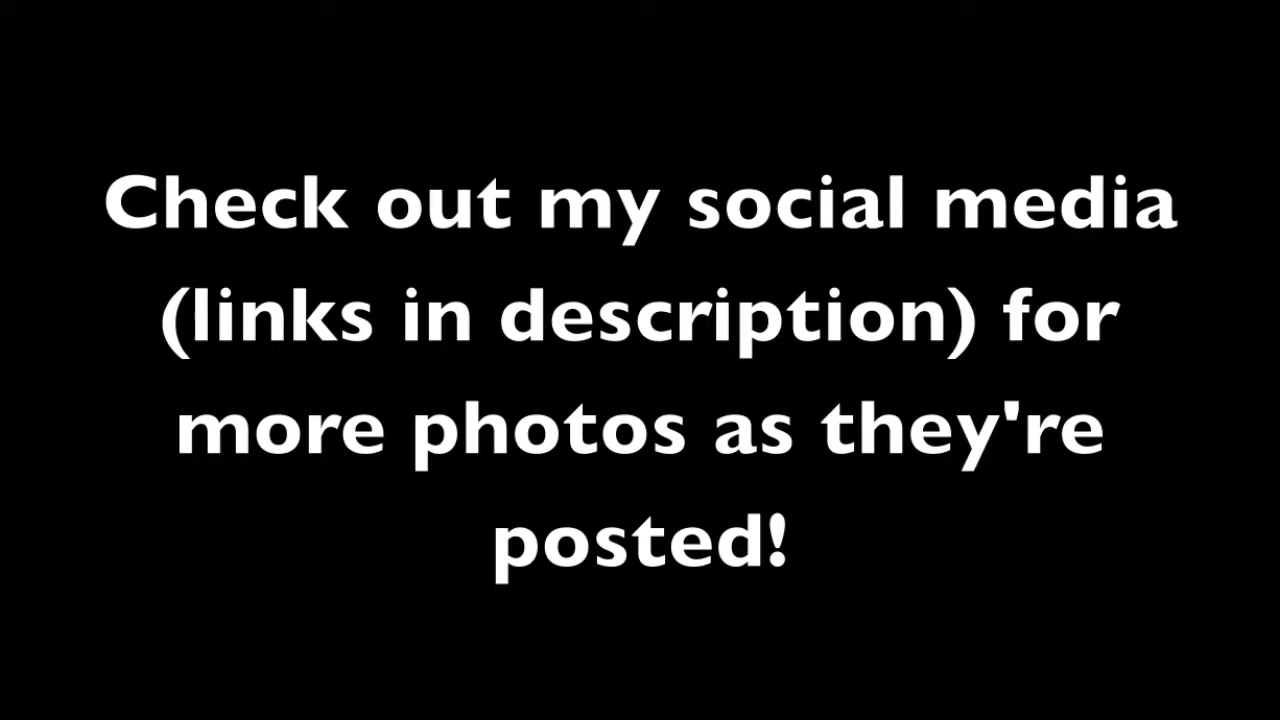 Check out my social media
(links in description) for
more photos as they're
posted!